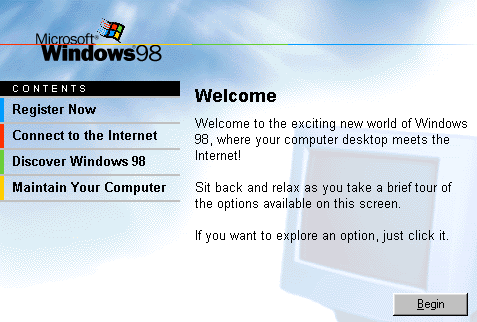 Microsoft®
Windows98
CONTENTS
Register Now
Connect to the Internet
Discover Windows 98
Maintain Your Computer
Welcome
Welcome to the exciting new world of Windows
98, where your computer desktop meets the
Internet!
Sit back and relax as you take a brief tour of
the options available on this screen.
If you want to explore an option, just click it.
Begin